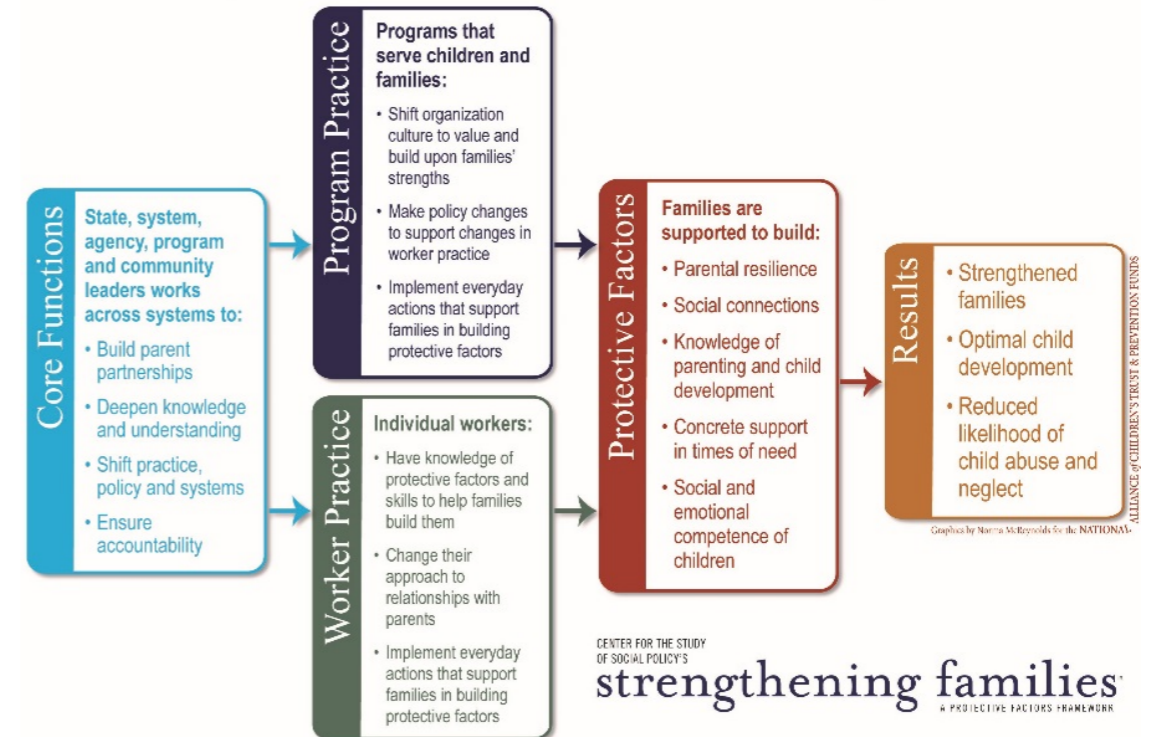 Core Functions
State, system,
agency, program
and community
leaders works
across systems to:
• Build parent
partnerships
• Deepen knowledge
and understanding
• Shift practice,
policy and systems
• Ensure
accountability
Program Practice
Programs that
serve children and
families:
• Shift organization
culture to value and
build upon families'
strengths
• Make policy changes
to support changes in
worker practice
• Implement everyday
actions that support
families in building
protective factors
Worker Practice
Individual workers:
• Have knowledge of
protective factors and
skills to help families
build them
• Change their
approach to
relationships with
parents
• Implement everyday
actions that support
families in building
protective factors
Protective Factors
Families are
supported to build:
• Parental resilience
• Social connections
• Knowledge of
parenting and child
development
• Concrete support
in times of need
• Social and
emotional
competence of
children
Results
• Strengthened
families
• Optimal child
development
• Reduced
likelihood of
child abuse and
neglect
Graphics by Norma McReynolds for the NATIONAL
ALLIANCE of CHILDREN'S TRUST & PREVENTION FUNDS
CENTER FOR THE STUDY
OF SOCIAL POLICY'S
strengthening families
A PROTECTIVE FACTORS FRAMEWORK